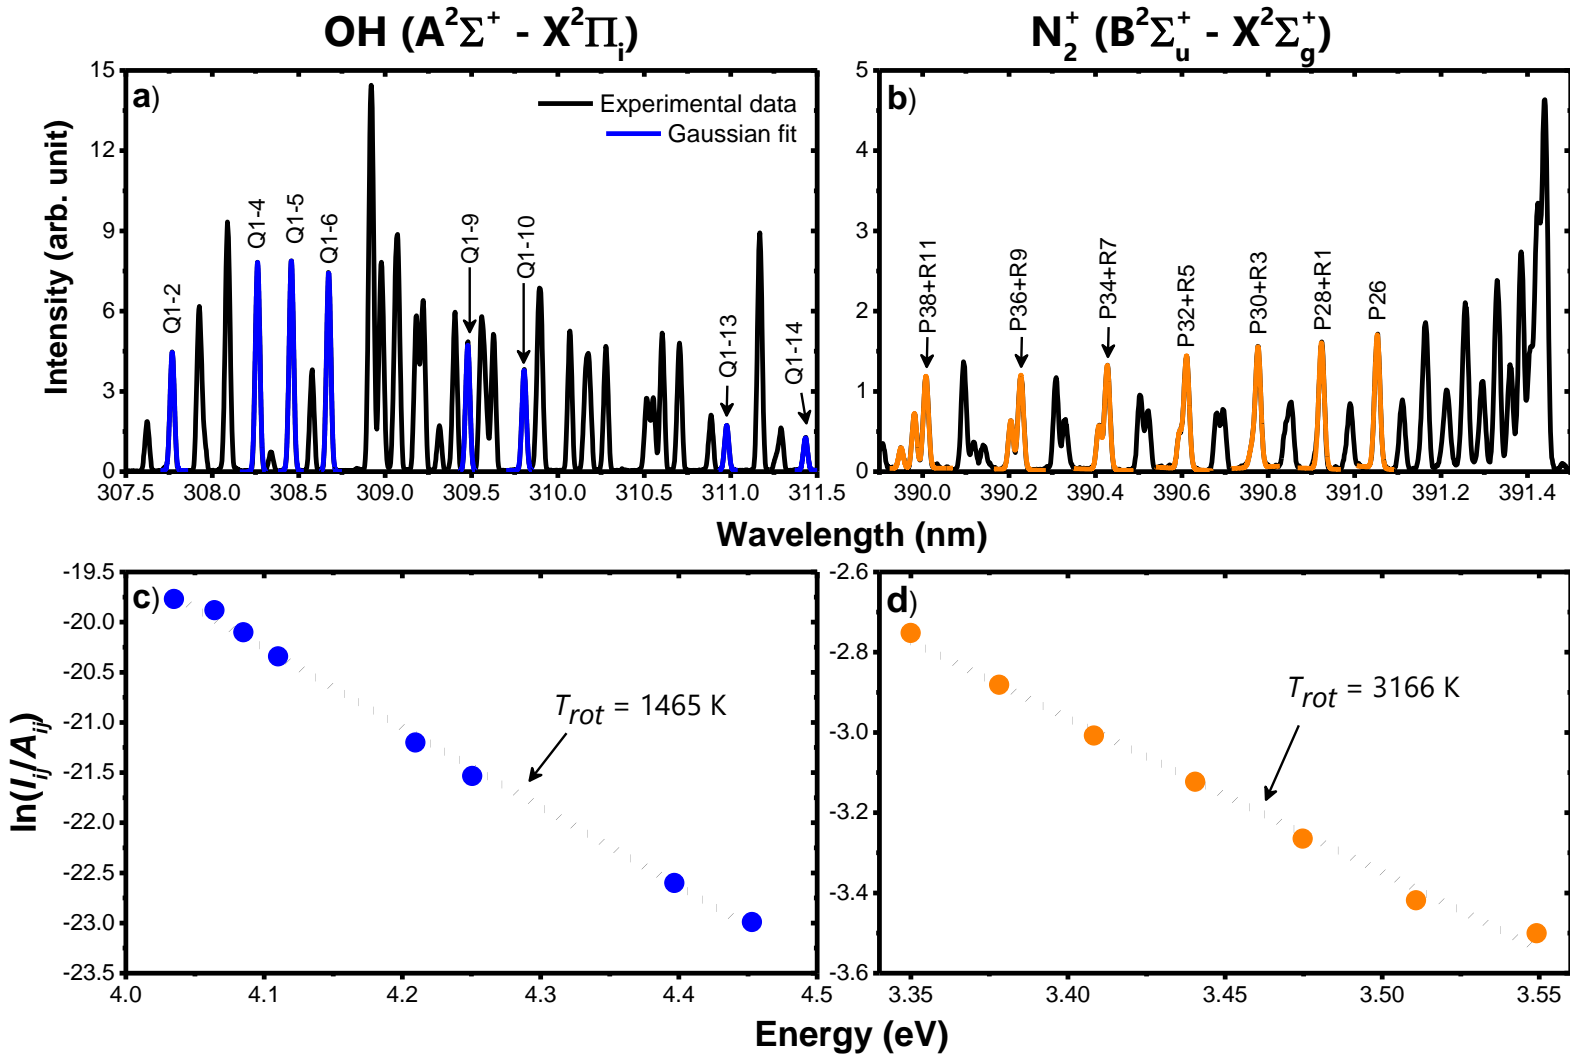 OH (A²Σ⁺ - X²Πᵢ)
N₂⁺ (B²Σᵤ⁺ - X²Σg⁺)
a)
Experimental data
Gaussian fit
Intensity (arb. unit)
15
12
9
6
3
0
Q1-2
Q1-4
Q1-5
Q1-6
Q1-9
Q1-10
Q1-13
Q1-14
307.5 308.0 308.5 309.0 309.5 310.0 310.5 311.0 311.5
b)
5
4
3
2
1
0
P38+R11
P36+R9
P34+R7
P32+R5
P30+R3
P28+R1
P26
390.0 390.2 390.4 390.6 390.8 391.0 391.2 391.4
Wavelength (nm)
c)
ln(Iij/Aij)
-19.5
-20.0
-20.5
-21.0
-21.5
-22.0
-22.5
-23.0
-23.5
Trot = 1465 K
4.0 4.1 4.2 4.3 4.4 4.5
d)
-2.6
-2.8
-3.0
-3.2
-3.4
-3.6
Trot = 3166 K
3.35 3.40 3.45 3.50 3.55
Energy (eV)